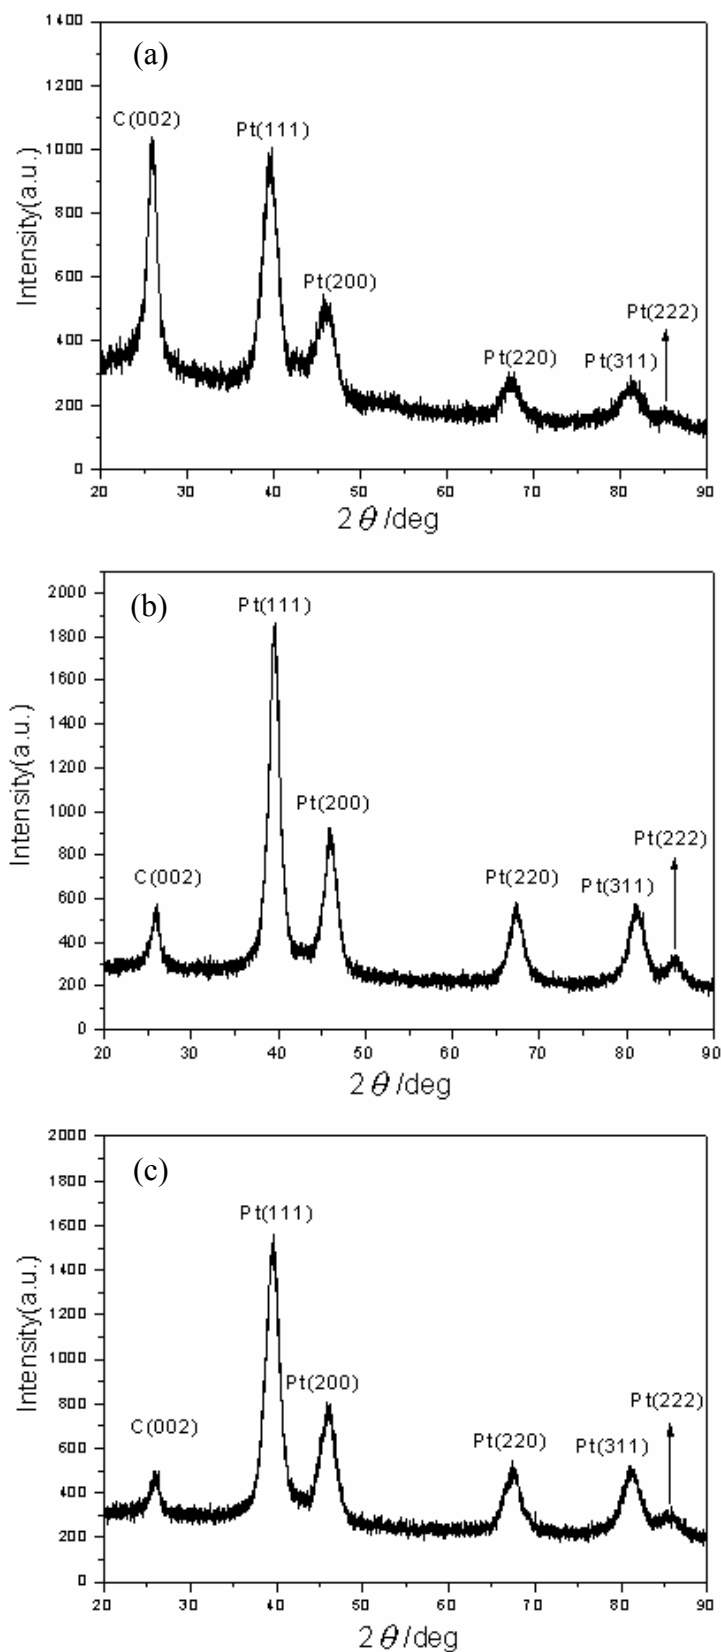 (a)
1400
1200
1000
800
600
400
200
0
Intensity(a.u.)
C(002)
Pt(111)
Pt(200)
Pt(220)
Pt(311)
Pt(222)
20 30 40 50 60 70 80 90
2 θ /deg
(b)
2000
1800
1600
1400
1200
1000
800
600
400
200
0
Intensity(a.u.)
C(002)
Pt(111)
Pt(200)
Pt(220)
Pt(311)
Pt(222)
20 30 40 50 60 70 80 90
2 θ /deg
(c)
2000
1800
1600
1400
1200
1000
800
600
400
200
0
Intensity(a.u.)
C(002)
Pt(111)
Pt(200)
Pt(220)
Pt(311)
Pt(222)
20 30 40 50 60 70 80 90
2 θ /deg